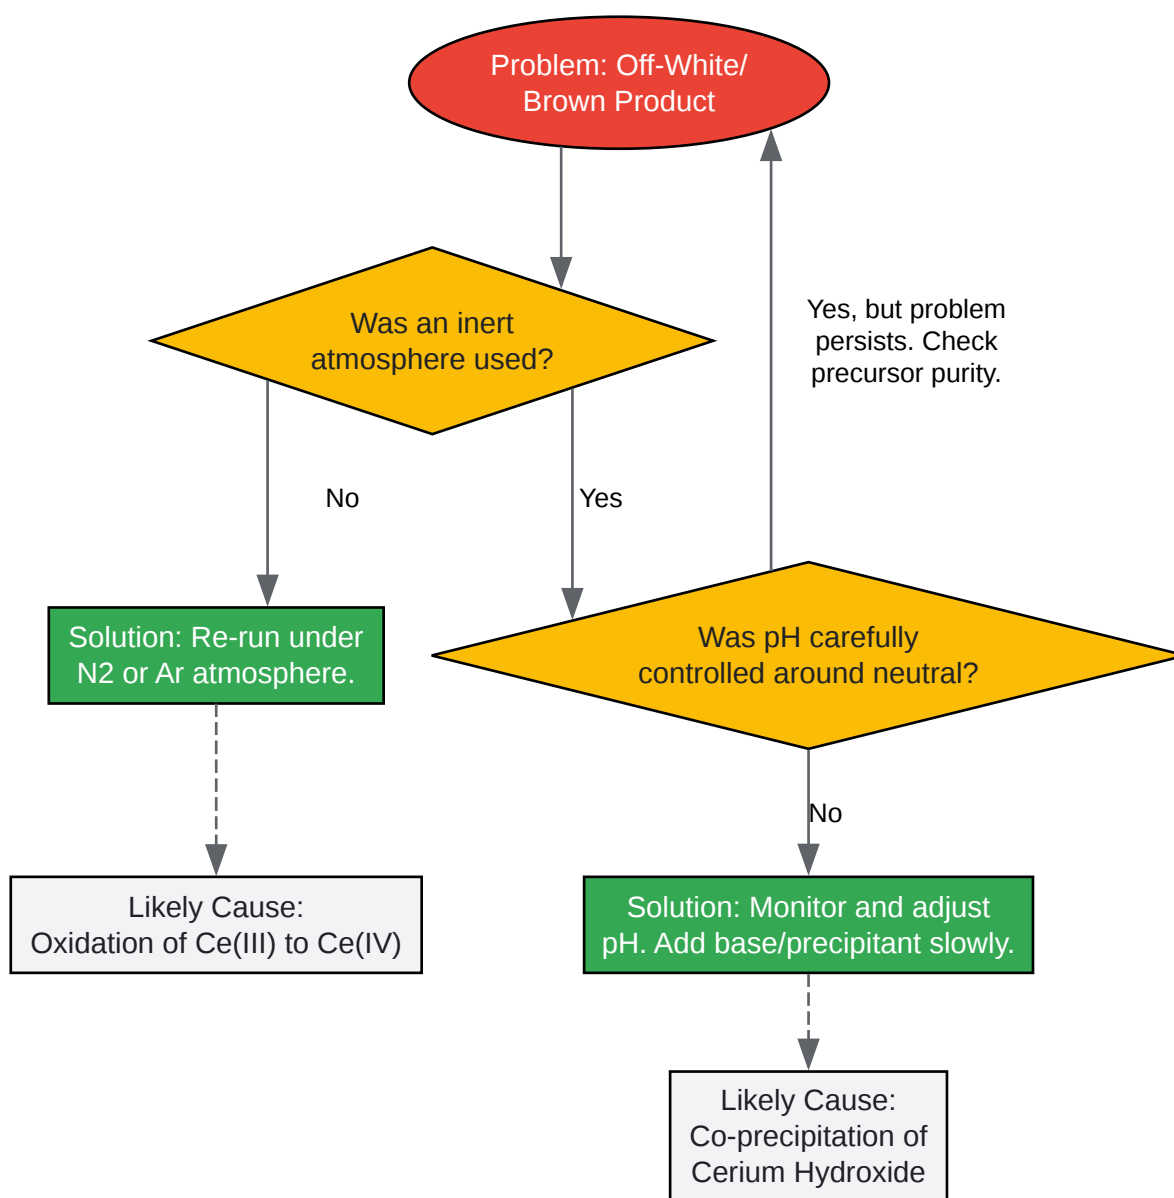 Problem: Off-White/
Brown Product
Was an inert
atmosphere used?
Yes, but problem
persists. Check
precursor purity.
No
Yes
Solution: Re-run under
N2 or Ar atmosphere.
Was pH carefully
controlled around neutral?
No
Likely Cause:
Oxidation of Ce(III) to Ce(IV)
Solution: Monitor and adjust
pH. Add base/precipitant slowly.
Likely Cause:
Co-precipitation of
Cerium Hydroxide